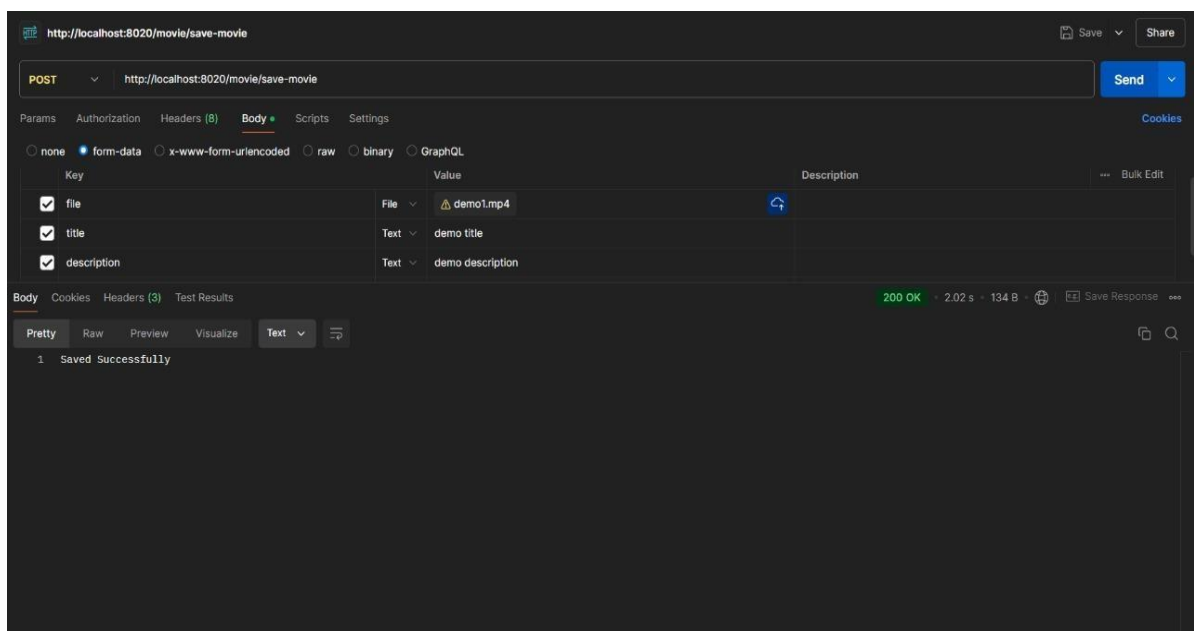 HTTP http://localhost:8020/movie/save-movie Save Share
POST http://localhost:8020/movie/save-movie Send
Params Authorization Headers (8) Body Scripts Settings Cookies
none form-data x-www-form-urlencoded raw binary GraphQL
Key Value Description Bulk Edit
file File demo1.mp4
title Text demo title
description Text demo description
Body Cookies Headers (3) Test Results 200 OK 2.02 s 134 B Save Response
Pretty Raw Preview Visualize Text
1 Saved Successfully